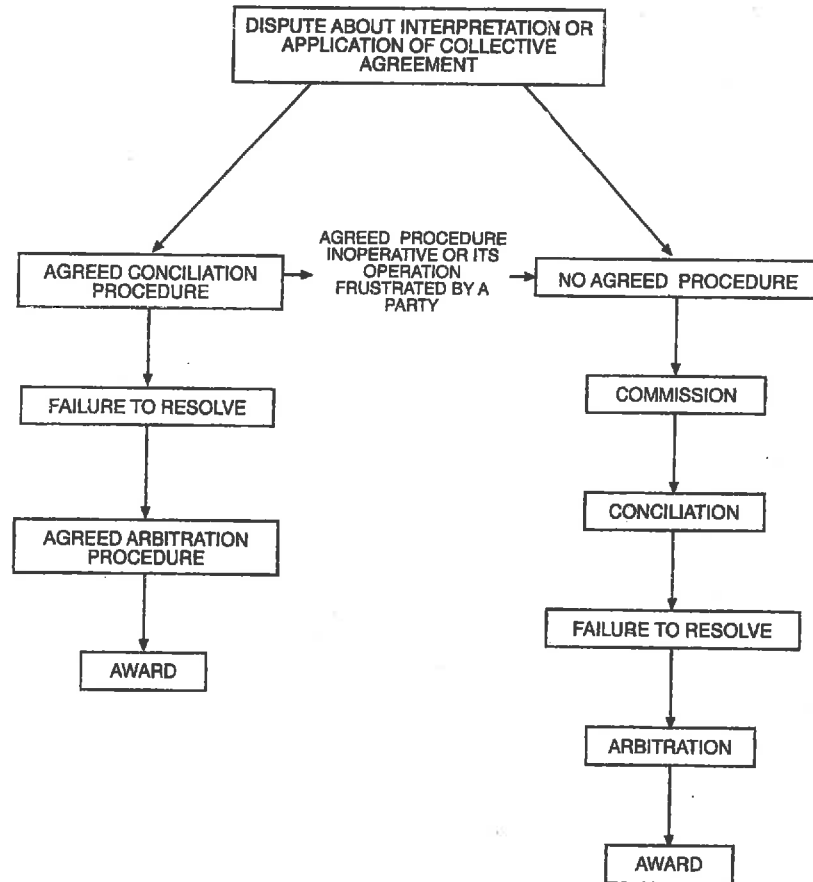 DISPUTE ABOUT INTERPRETATION OR
APPLICATION OF COLLECTIVE
AGREEMENT
AGREED PROCEDURE
INOPERATIVE OR ITS
OPERATION
FRUSTRATED BY A
PARTY
AGREED CONCILIATION
PROCEDURE
NO AGREED PROCEDURE
FAILURE TO RESOLVE
COMMISSION
AGREED ARBITRATION
PROCEDURE
CONCILIATION
AWARD
FAILURE TO RESOLVE
ARBITRATION
AWARD